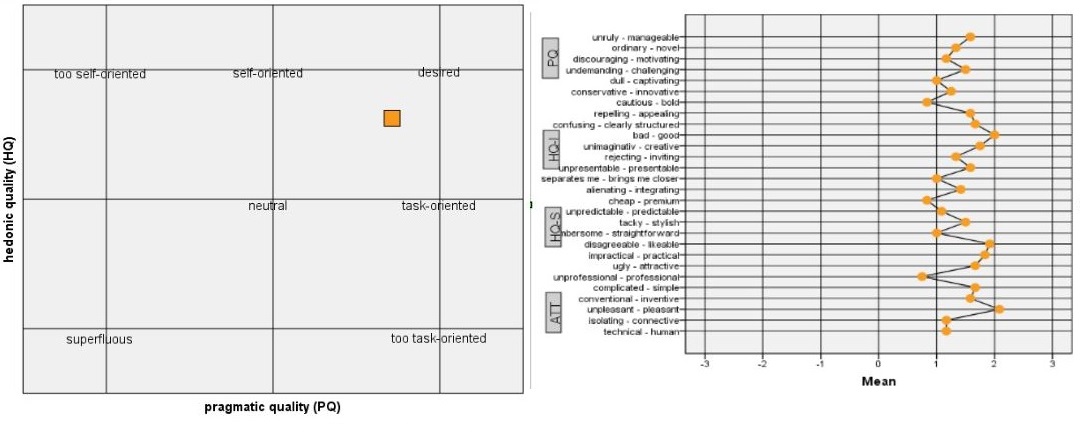 hedonic quality (HQ)
too self-oriented
self-oriented
desired
neutral
task-oriented
superfluous
too task-oriented
pragmatic quality (PQ)
PQ
HQ-I
HQ-S
ATT
unruly - manageable
ordinary - novel
discouraging - motivating
undemanding - challenging
dull - captivating
conservative - innovative
cautious - bold
repelling - appealing
confusing - clearly structured
bad - good
unimaginativ - creative
rejecting - inviting
unpresentable - presentable
separates me - brings me closer
alienating - integrating
cheap - premium
unpredictable - predictable
tacky - stylish
mbersome - straightforward
disagreeable - likeable
impractical - practical
ugly - attractive
unprofessional - professional
complicated - simple
conventional - inventive
unpleasant - pleasant
isolating - connective
technical - human
-3 -2 -1 0 1 2 3
Mean